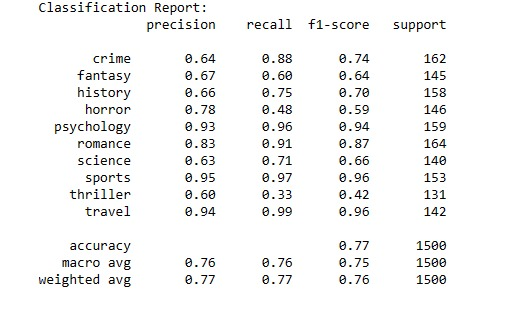 Classification Report:
precision recall f1-score support
crime 0.64 0.88 0.74 162
fantasy 0.67 0.60 0.64 145
history 0.66 0.75 0.70 158
horror 0.78 0.48 0.59 146
psychology 0.93 0.96 0.94 159
romance 0.83 0.91 0.87 164
science 0.63 0.71 0.66 140
sports 0.95 0.97 0.96 153
thriller 0.60 0.33 0.42 131
travel 0.94 0.99 0.96 142
accuracy 0.77 1500
macro avg 0.76 0.76 0.75 1500
weighted avg 0.77 0.77 0.76 1500